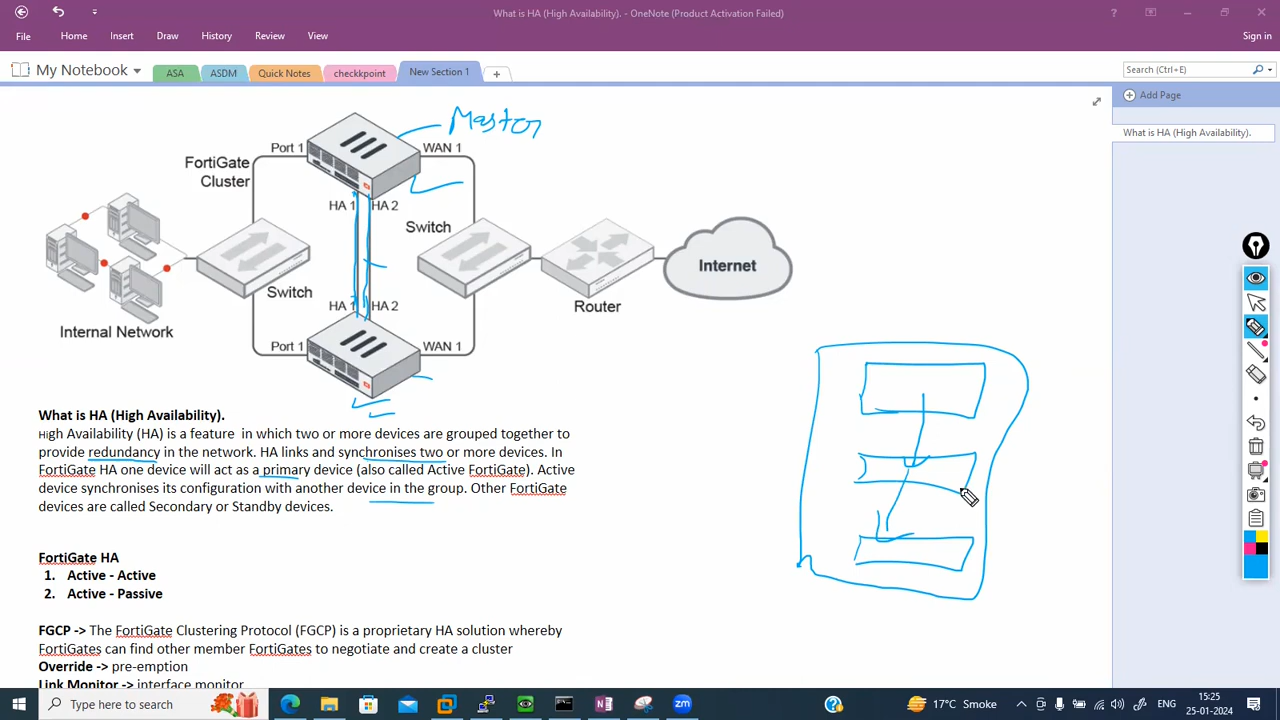 What is HA (High Availability). - OneNote (Product Activation Failed)
?
File Home Insert Draw History Review View
Sign in
My Notebook ASA ASDM Quick Notes checkkpoint New Section 1 +
Search (Ctrl+E)
Add Page
What is HA (High Availability).
Master
Port 1 WAN 1
FortiGate
Cluster
HA 1 HA 2
Switch
Internet
Switch
HA 1 HA 2
Router
Internal Network
Port 1 WAN 1
What is HA (High Availability).
High Availability (HA) is a feature in which two or more devices are grouped together to
provide redundancy in the network. HA links and synchronises two or more devices. In
FortiGate HA one device will act as a primary device (also called Active FortiGate). Active
device synchronises its configuration with another device in the group. Other FortiGate
devices are called Secondary or Standby devices.
FortiGate HA
1. Active - Active
2. Active - Passive
FGCP -> The FortiGate Clustering Protocol (FGCP) is a proprietary HA solution whereby
FortiGates can find other member FortiGates to negotiate and create a cluster
Override -> pre-emption
Link Monitor -> interface monitor
Type here to search
zm
?
17°C Smoke
ENG
15:25
25-01-2024